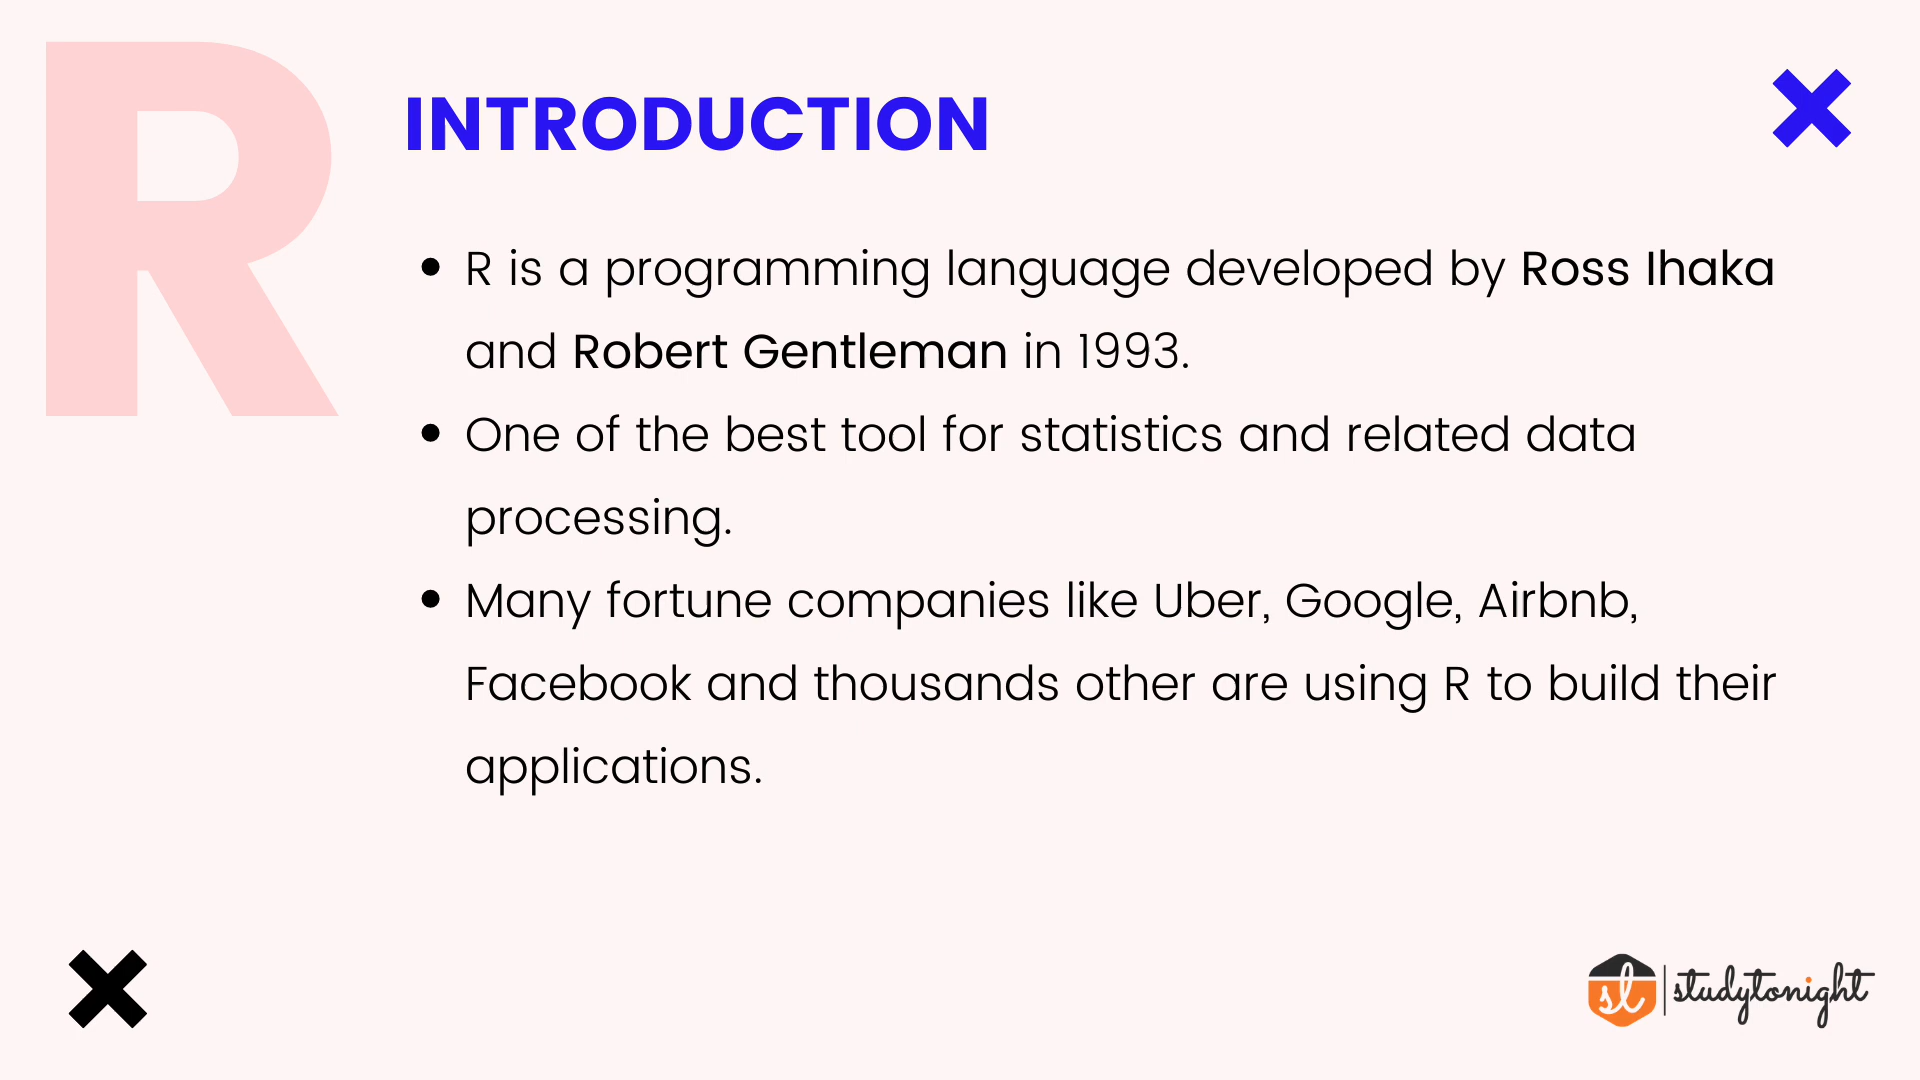 R
INTRODUCTION
• R is a programming language developed by Ross Ihaka
and Robert Gentleman in 1993.
• One of the best tool for statistics and related data
processing.
• Many fortune companies like Uber, Google, Airbnb,
Facebook and thousands other are using R to build their
applications.
st | studytonight